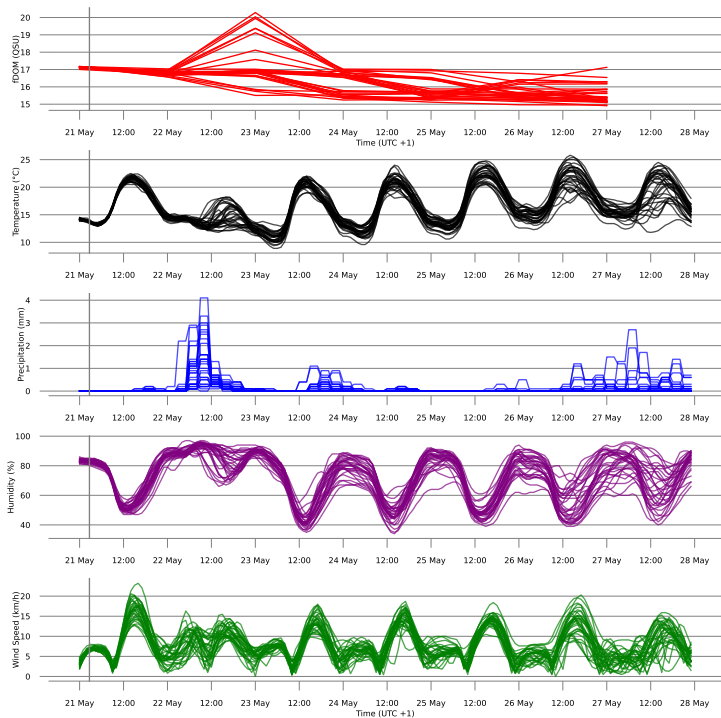 20
19
18
17
16
15
fDOM (QSU)
21 May 12:00 22 May 12:00 23 May 12:00 24 May 12:00 25 May 12:00 26 May 12:00 27 May 12:00 28 May
Time (UTC +1)
25
20
15
10
Temperature (°C)
21 May 12:00 22 May 12:00 23 May 12:00 24 May 12:00 25 May 12:00 26 May 12:00 27 May 12:00 28 May
4
3
2
1
0
Precipitation (mm)
21 May 12:00 22 May 12:00 23 May 12:00 24 May 12:00 25 May 12:00 26 May 12:00 27 May 12:00 28 May
100
80
60
40
Humidity (%)
21 May 12:00 22 May 12:00 23 May 12:00 24 May 12:00 25 May 12:00 26 May 12:00 27 May 12:00 28 May
20
15
10
5
0
Wind Speed (km/h)
21 May 12:00 22 May 12:00 23 May 12:00 24 May 12:00 25 May 12:00 26 May 12:00 27 May 12:00 28 May
Time (UTC +1)